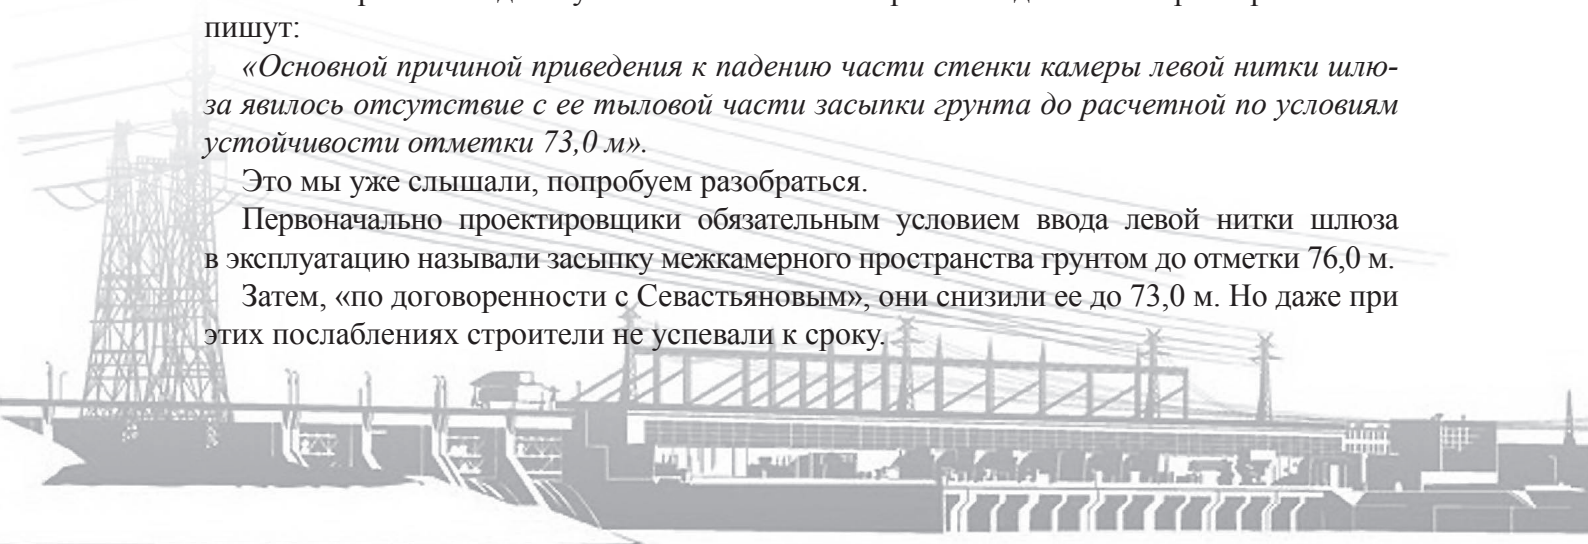 пишут:
«Основной причиной приведения к падению части стенки камеры левой нитки шлю-
за явилось отсутствие с ее тыловой части засыпки грунта до расчетной по условиям
устойчивости отметки 73,0 м».
Это мы уже слышали, попробуем разобраться.
Первоначально проектировщики обязательным условием ввода левой нитки шлюза
в эксплуатацию называли засыпку межкамерного пространства грунтом до отметки 76,0 м.
Затем, «по договоренности с Севастьяновым», они снизили ее до 73,0 м. Но даже при
этих послаблениях строители не успевали к сроку.